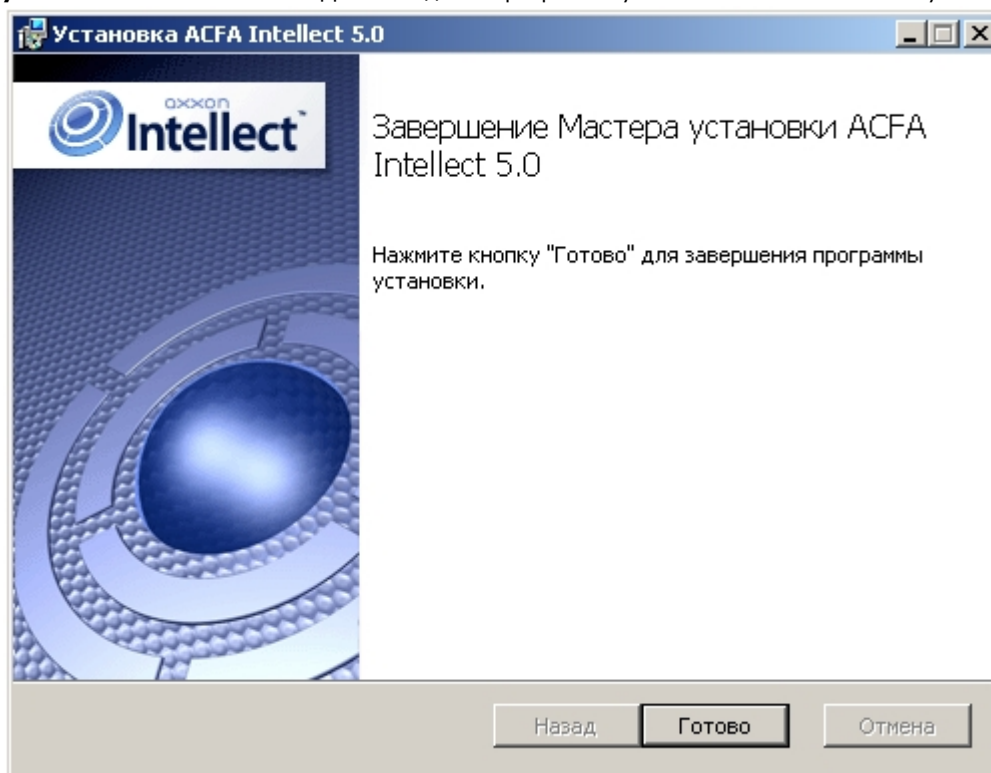 Установка ACFA Intellect 5.0
axxon
Intellect™
Завершение Мастера установки ACFA
Intellect 5.0
Нажмите кнопку "Готово" для завершения программы
установки.
Назад
Готово
Отмена